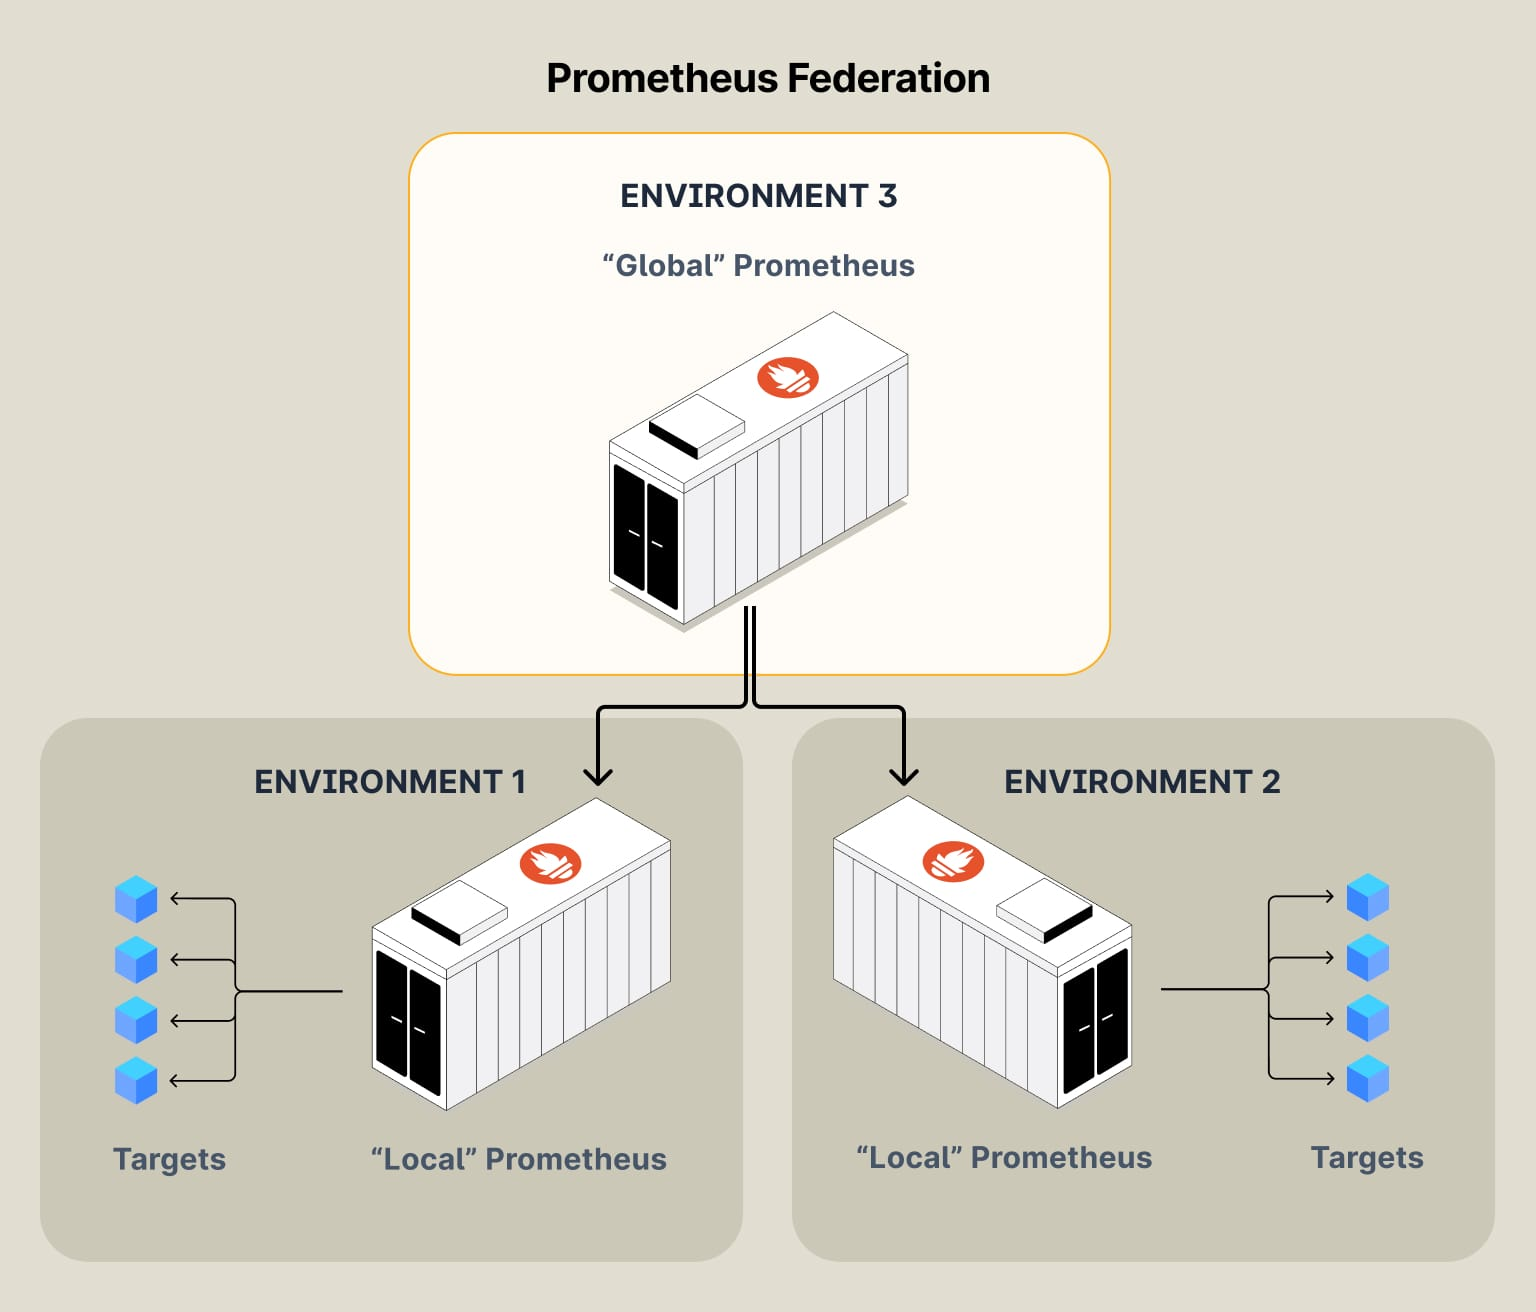 Prometheus Federation
ENVIRONMENT 3
“Global” Prometheus
ENVIRONMENT 1
Targets
“Local” Prometheus
ENVIRONMENT 2
“Local” Prometheus
Targets